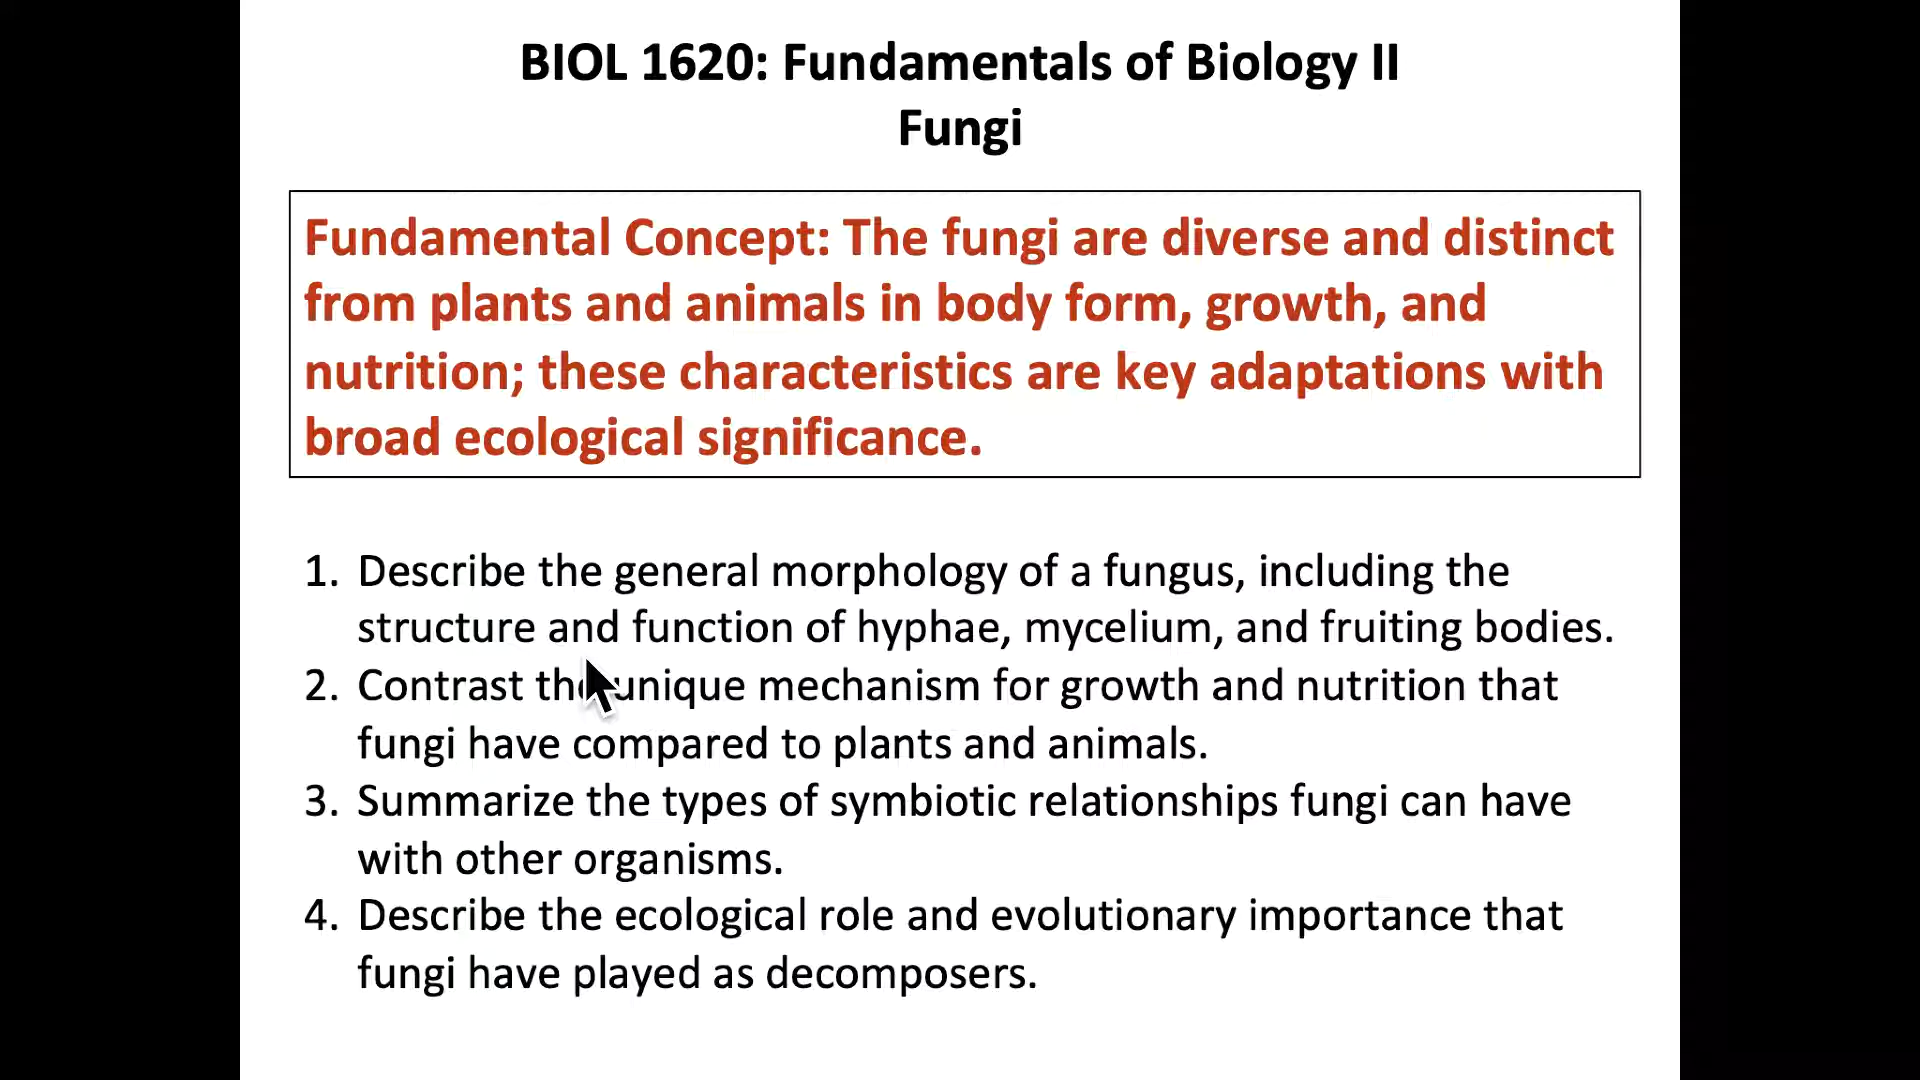 BIOL 1620: Fundamentals of Biology II
Fungi
Fundamental Concept: The fungi are diverse and distinct
from plants and animals in body form, growth, and
nutrition; these characteristics are key adaptations with
broad ecological significance.
1. Describe the general morphology of a fungus, including the
structure and function of hyphae, mycelium, and fruiting bodies.
2. Contrast the unique mechanism for growth and nutrition that
fungi have compared to plants and animals.
3. Summarize the types of symbiotic relationships fungi can have
with other organisms.
4. Describe the ecological role and evolutionary importance that
fungi have played as decomposers.